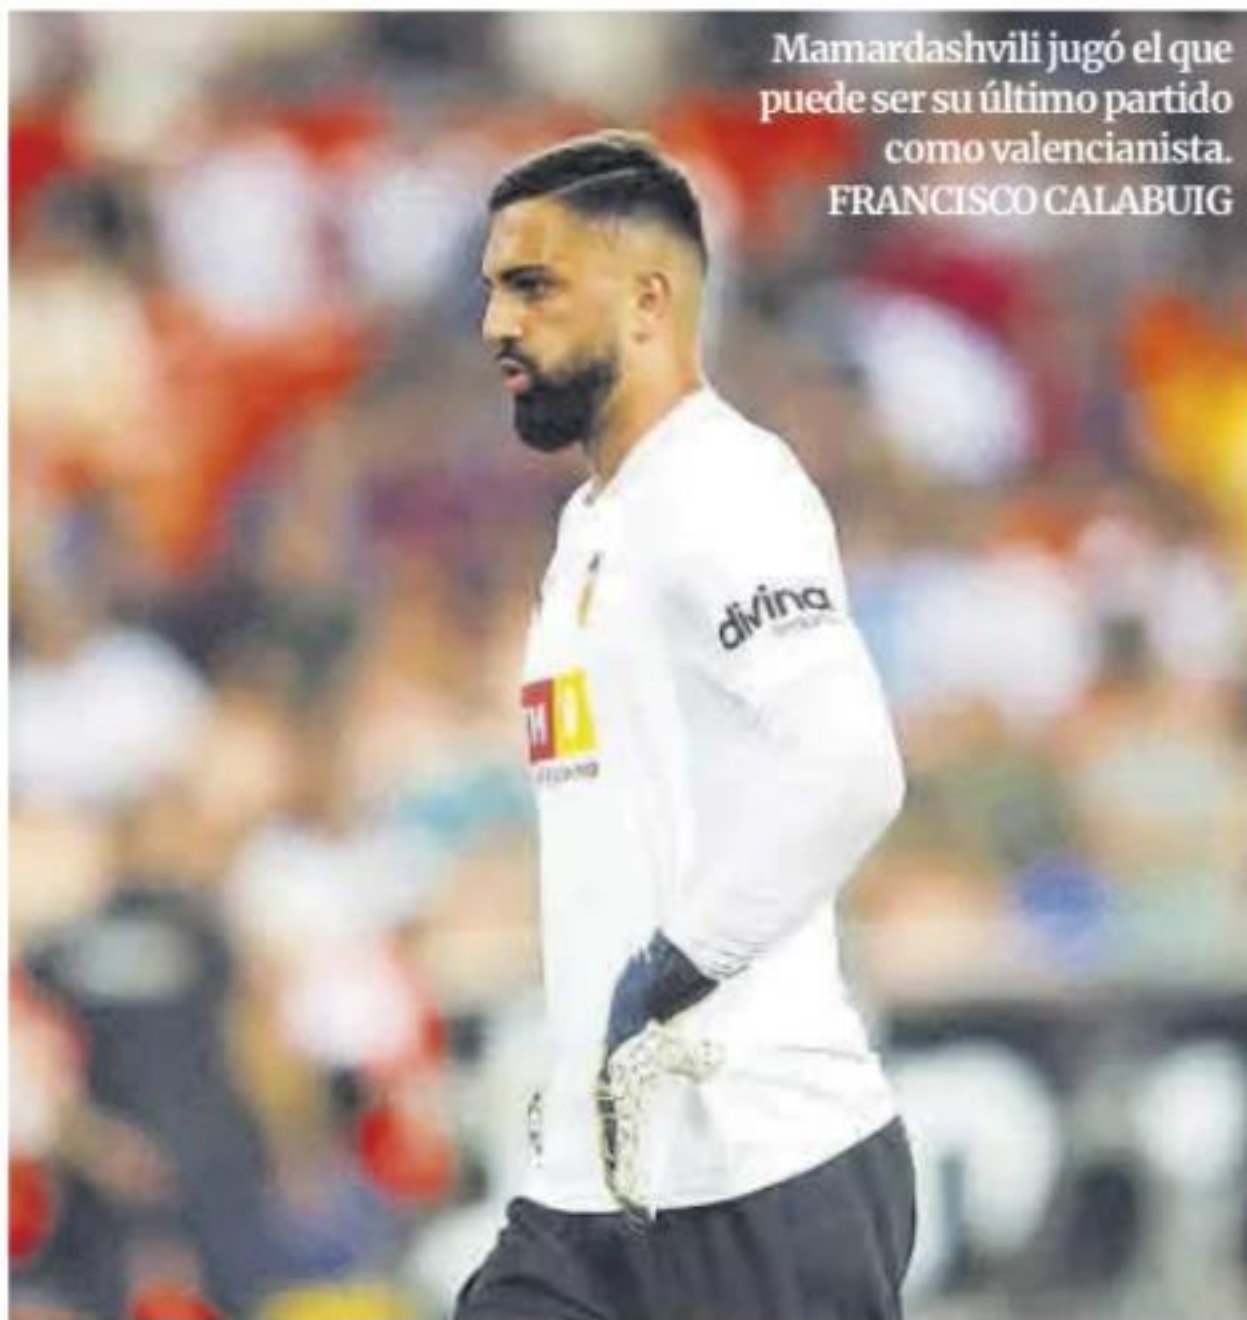 Mamardashvili jugó el que
puede ser su último partido
como valencianista.
FRANCISCO CALABUIG
divina